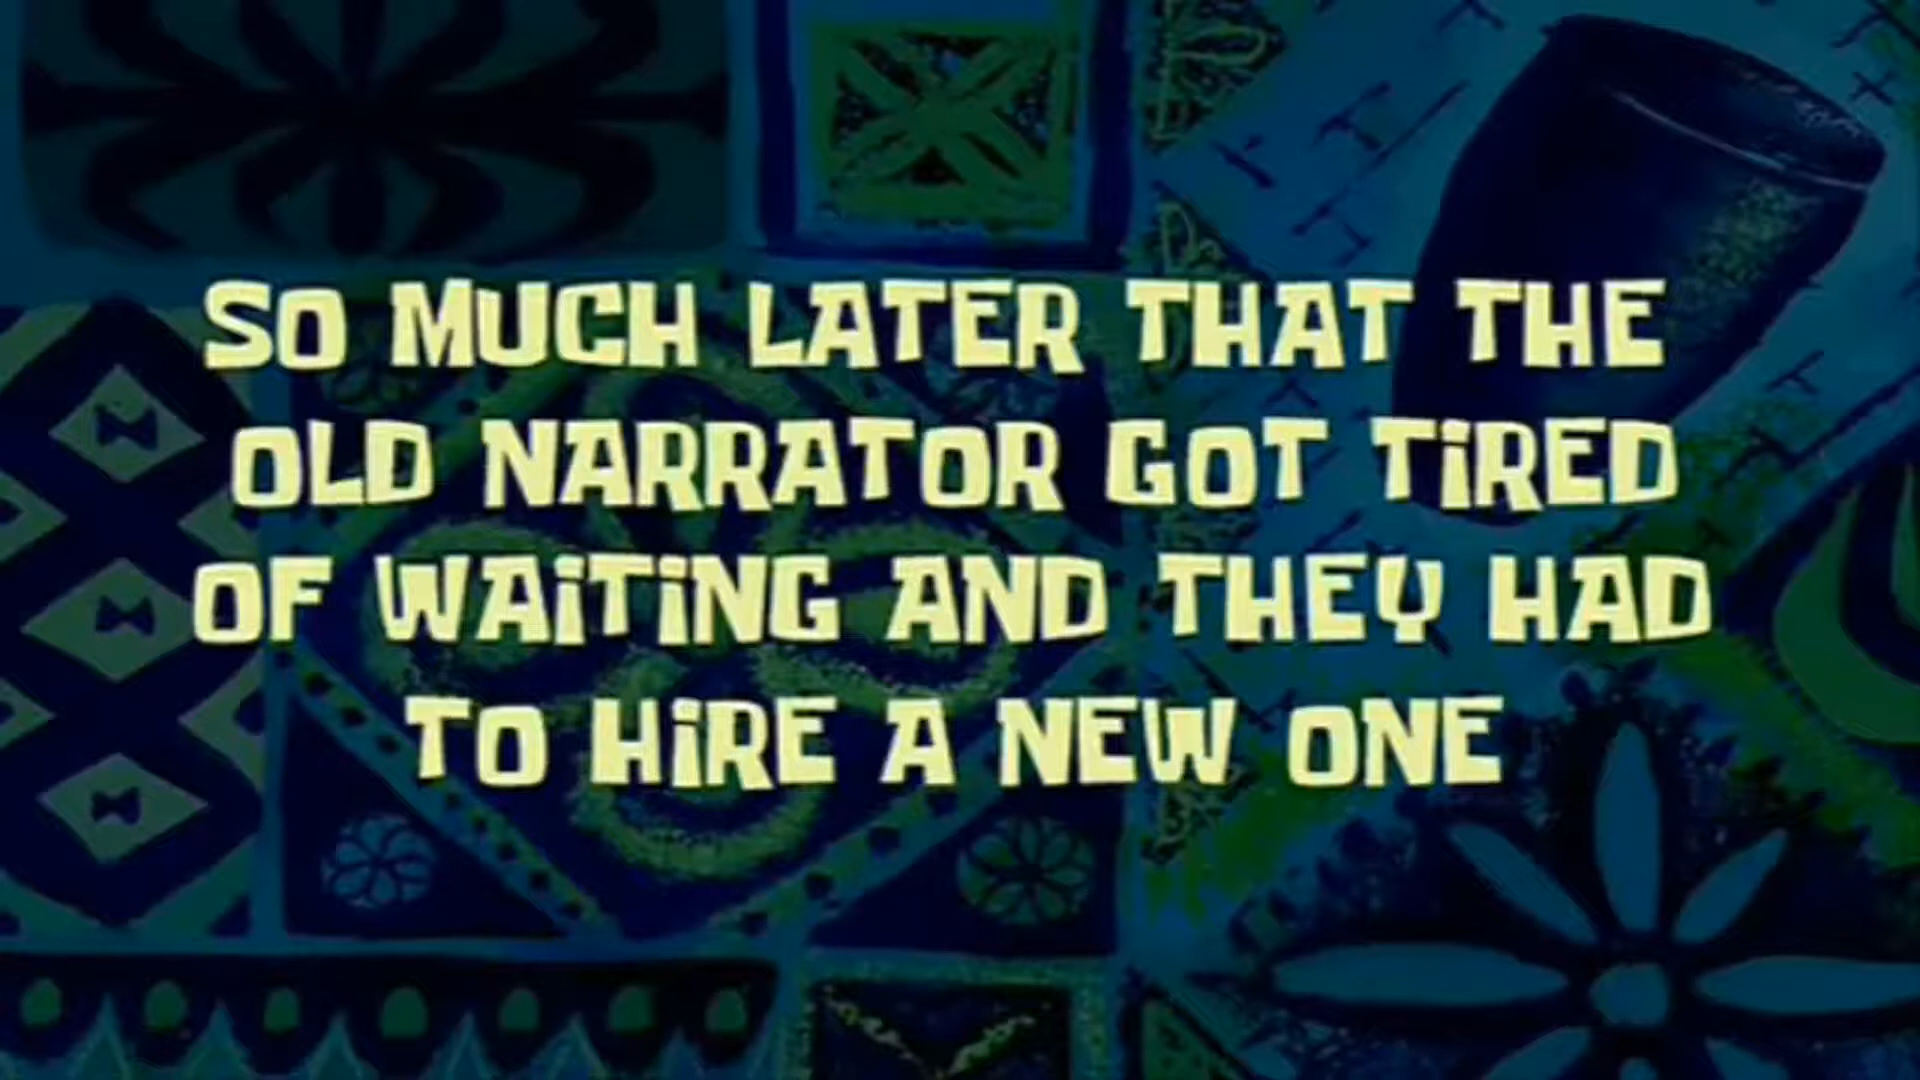 SO MUCH LATER THAT THE
OLD NARRATOR GOT TiRED
OF WAiTiNG AND THEY HAD
TO HiRE A NEW ONE